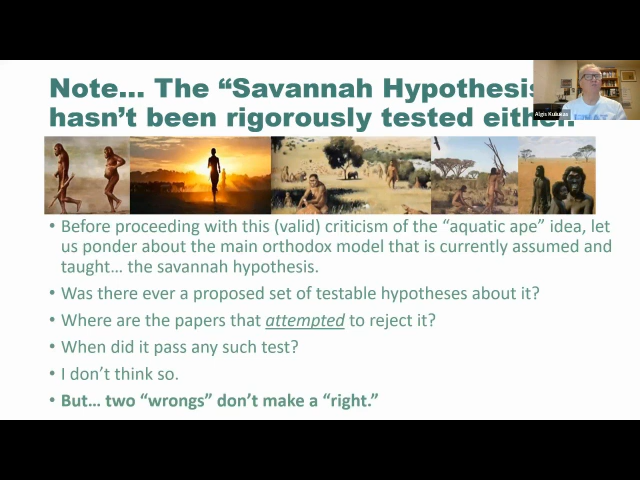 Note... The “Savannah Hypothesis
hasn’t been rigorously tested either.
Algis Kuliukas
• Before proceeding with this (valid) criticism of the “aquatic ape” idea, let
us ponder about the main orthodox model that is currently assumed and
taught… the savannah hypothesis.
• Was there ever a proposed set of testable hypotheses about it?
• Where are the papers that attempted to reject it?
• When did it pass any such test?
• I don’t think so.
• But… two “wrongs” don’t make a “right.”